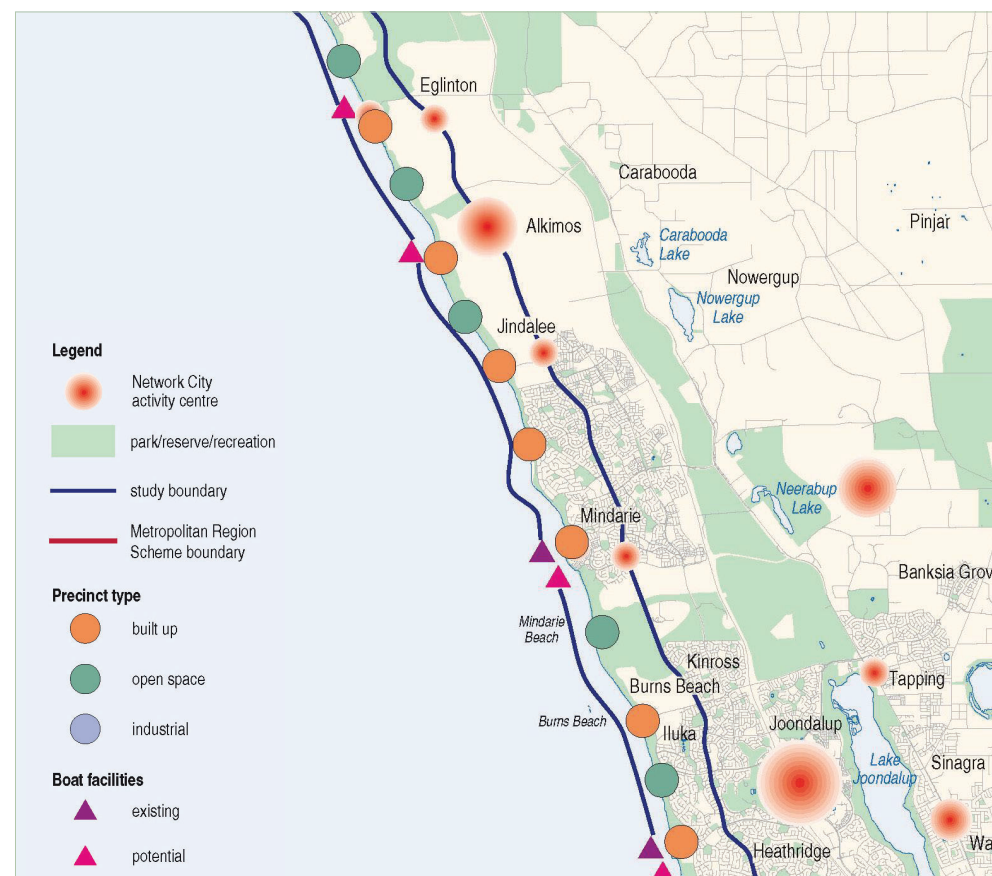 Eglinton
Carabooda
Pinjar
Alkimos
Carabooda
Lake
Nowergup
Nowergup
Lake
Jindalee
Legend
Network City
activity centre
park/reserve/recreation
study boundary
Metropolitan Region
Scheme boundary
Neerabup
Lake
Mindarie
Banksia Grov
Precinct type
built up
open space
industrial
Mindarie
Beach
Kinross
Burns Beach
Tapping
Burns Beach
Iluka
Joondalup
Lake
Joondalup
Sinagra
Boat facilities
existing
potential
Heathridge
Wa